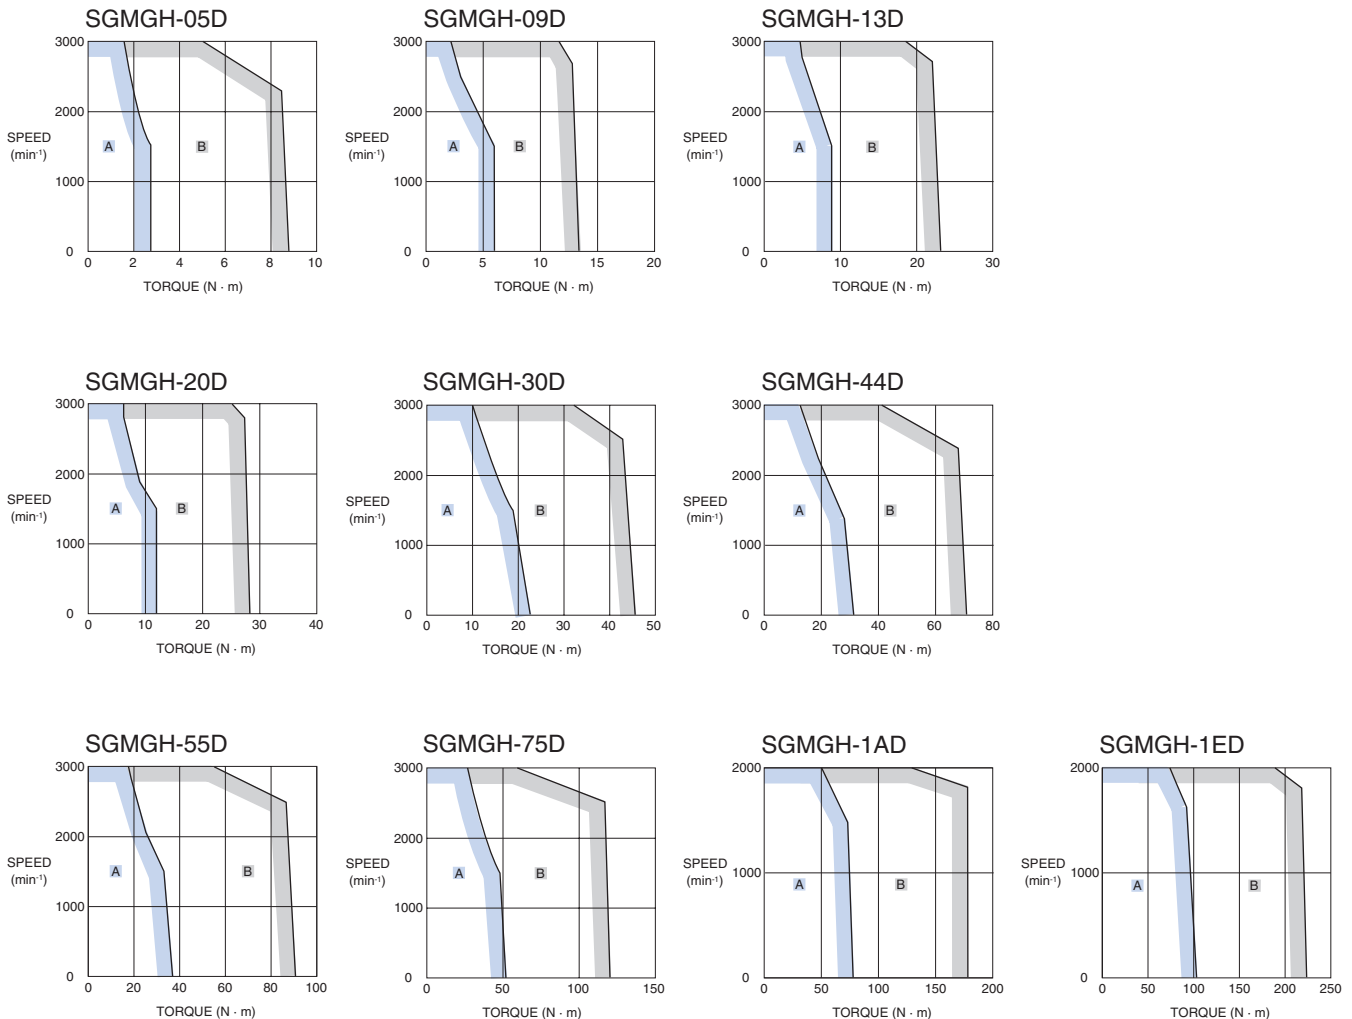 SGMGH-05D
3000
2000
SPEED
(min-1)
A
B
1000
0
0 2 4 6 8 10
TORQUE (N · m)
SGMGH-09D
3000
2000
SPEED
(min-1)
A
B
1000
0
0 5 10 15 20
TORQUE (N · m)
SGMGH-13D
3000
2000
SPEED
(min-1)
A
B
1000
0
0 10 20 30
TORQUE (N · m)
SGMGH-20D
3000
2000
SPEED
(min-1)
A
B
1000
0
0 10 20 30 40
TORQUE (N · m)
SGMGH-30D
3000
2000
SPEED
(min-1)
A
B
1000
0
0 10 20 30 40 50
TORQUE (N · m)
SGMGH-44D
3000
2000
SPEED
(min-1)
A
B
1000
0
0 20 40 60 80
TORQUE (N · m)
SGMGH-55D
3000
2000
SPEED
(min-1)
A
B
1000
0
0 20 40 60 80 100
TORQUE (N · m)
SGMGH-75D
3000
2000
SPEED
(min-1)
A
B
1000
0
0 50 100 150
TORQUE (N · m)
SGMGH-1AD
2000
SPEED
(min-1)
1000
A
B
0
0 50 100 150 200
TORQUE (N · m)
SGMGH-1ED
2000
SPEED
(min-1)
1000
A
B
0
0 50 100 150 200 250
TORQUE (N · m)